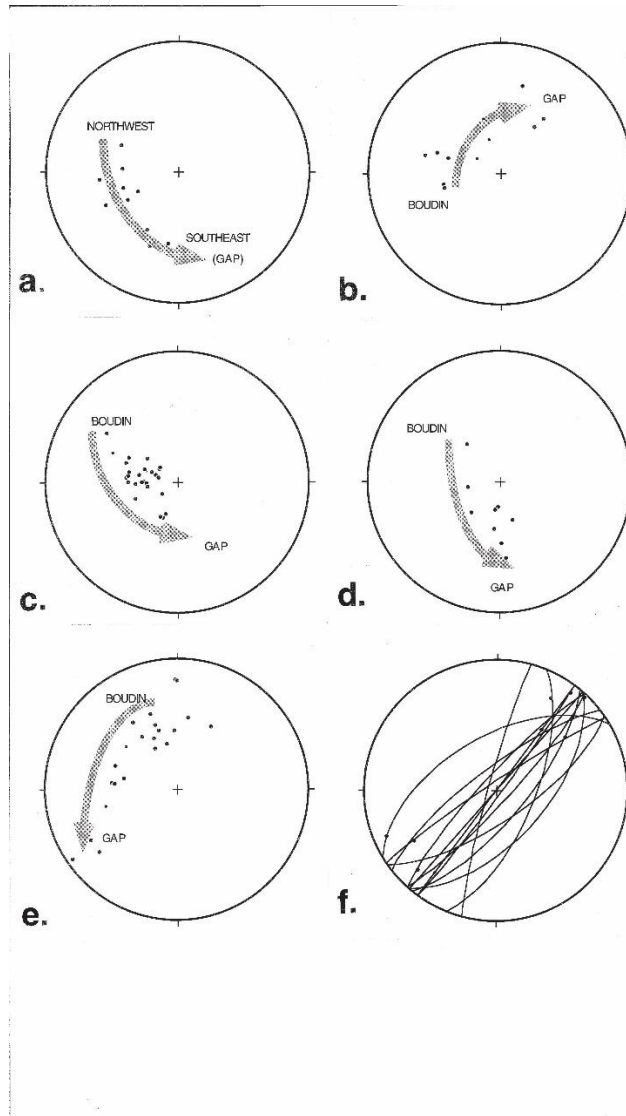 NORTHWEST
SOUTHEAST
(GAP)
a.
GAP
BOUDIN
b.
BOUDIN
GAP
c.
BOUDIN
GAP
d.
BOUDIN
GAP
e.
f.